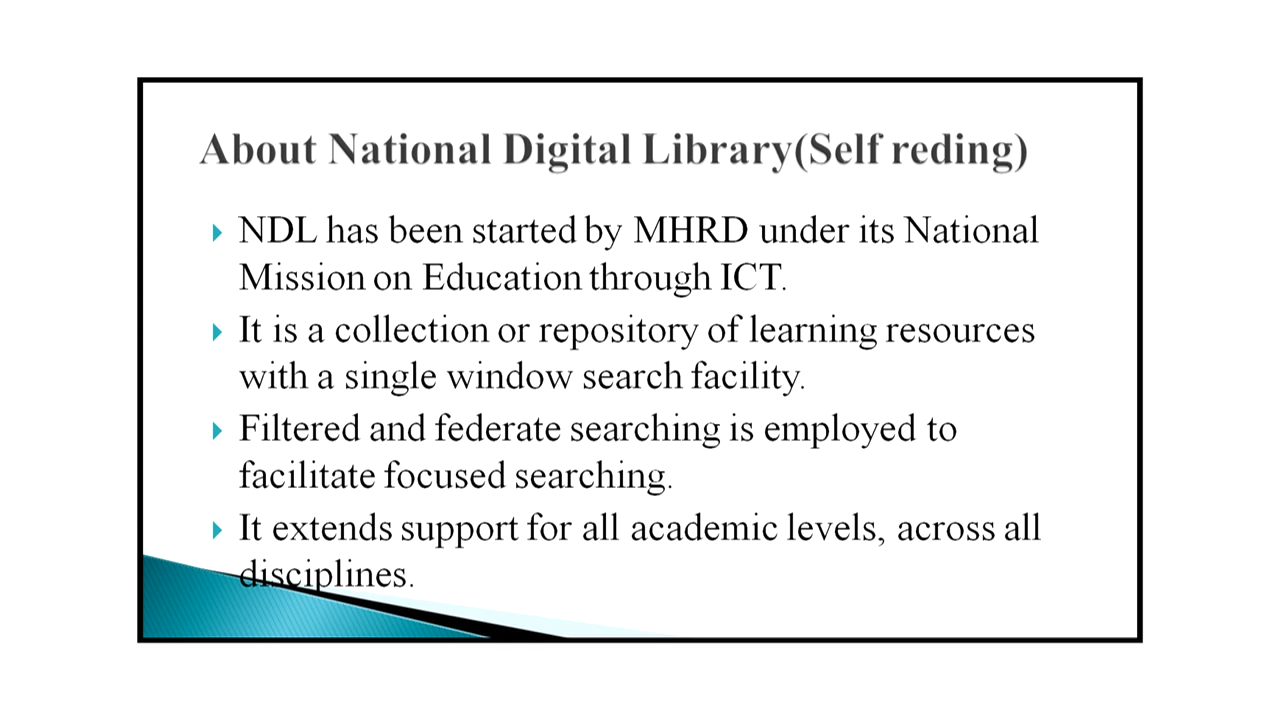 About National Digital Library(Self reding)
NDL has been started by MHRD under its National
Mission on Education through ICT.
It is a collection or repository of learning resources
with a single window search facility.
Filtered and federate searching is employed to
facilitate focused searching.
It extends support for all academic levels, across all
disciplines.